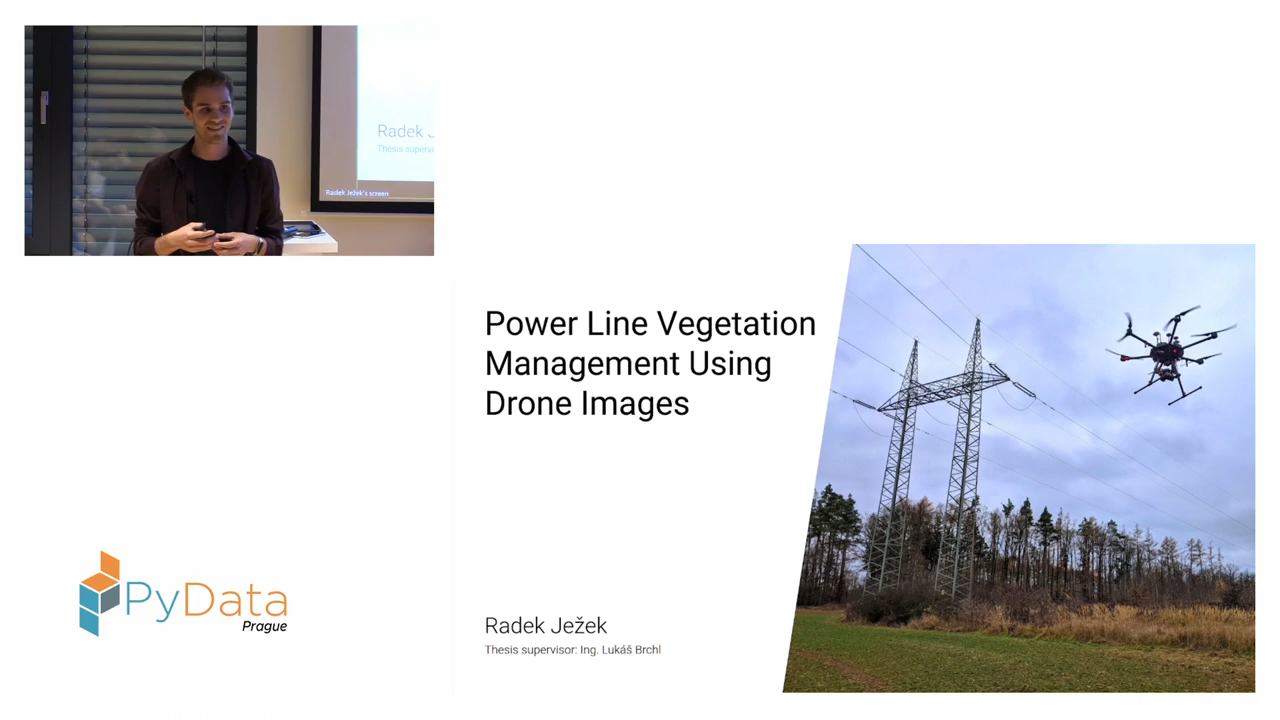 Radek J
Thesis supervi
Radek Ježek's screen
Power Line Vegetation
Management Using
Drone Images
Radek Ježek
Thesis supervisor: Ing. Lukáš Brchl
PyData
Prague